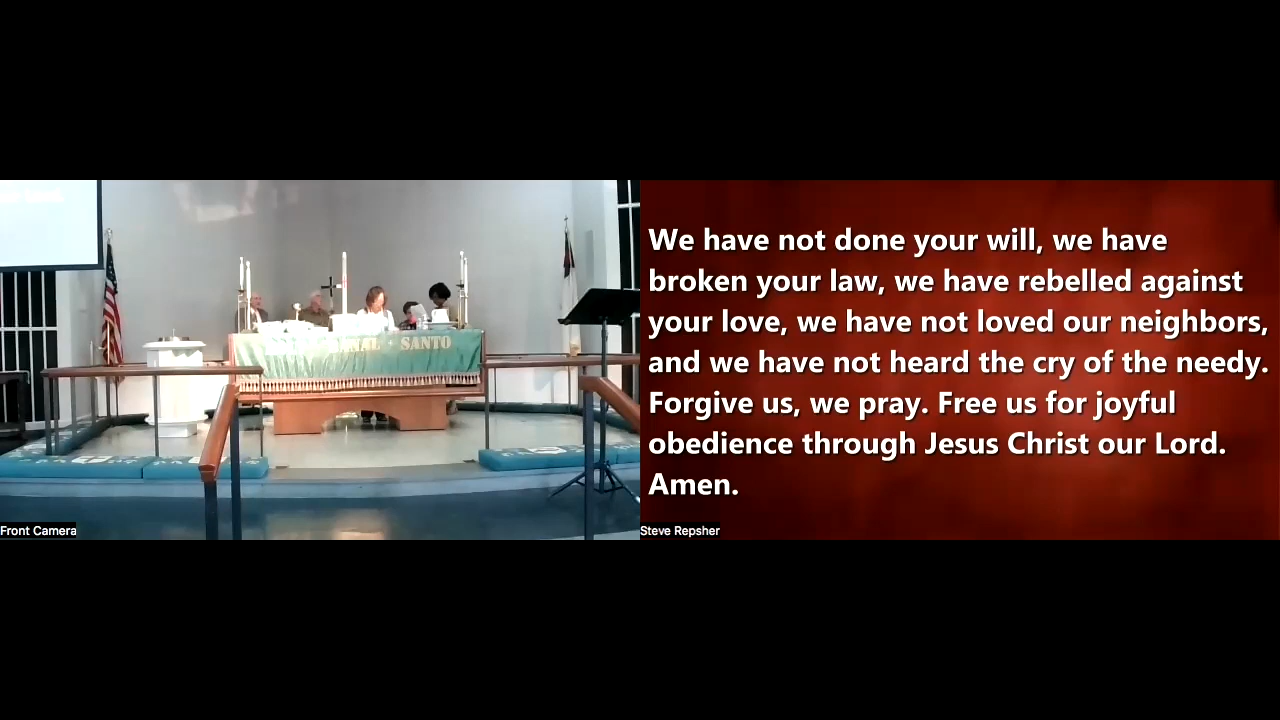 SANTO
Front Camera
We have not done your will, we have
broken your law, we have rebelled against
your love, we have not loved our neighbors,
and we have not heard the cry of the needy.
Forgive us, we pray. Free us for joyful
obedience through Jesus Christ our Lord.
Amen.
Steve Repsher